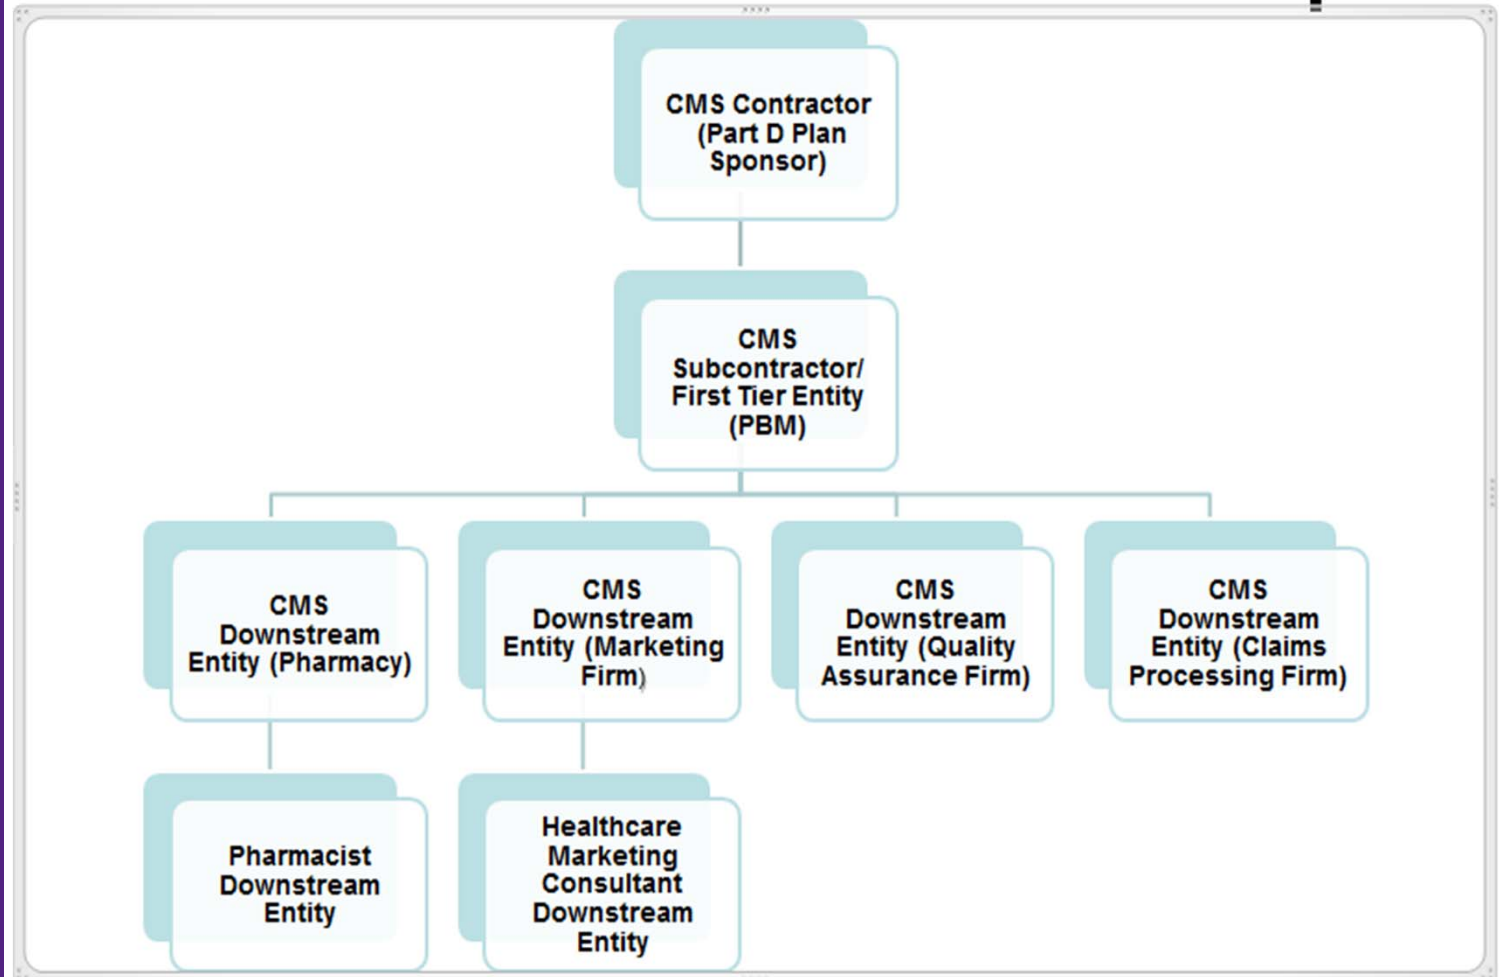 CMS Contractor
(Part D Plan
Sponsor)
CMS
Subcontractor/
First Tier Entity
(PBM)
CMS
Downstream
Entity (Pharmacy)
CMS
Downstream
Entity (Marketing
Firm)
CMS
Downstream
Entity (Quality
Assurance Firm)
CMS
Downstream
Entity (Claims
Processing Firm)
Pharmacist
Downstream
Entity
Healthcare
Marketing
Consultant
Downstream
Entity